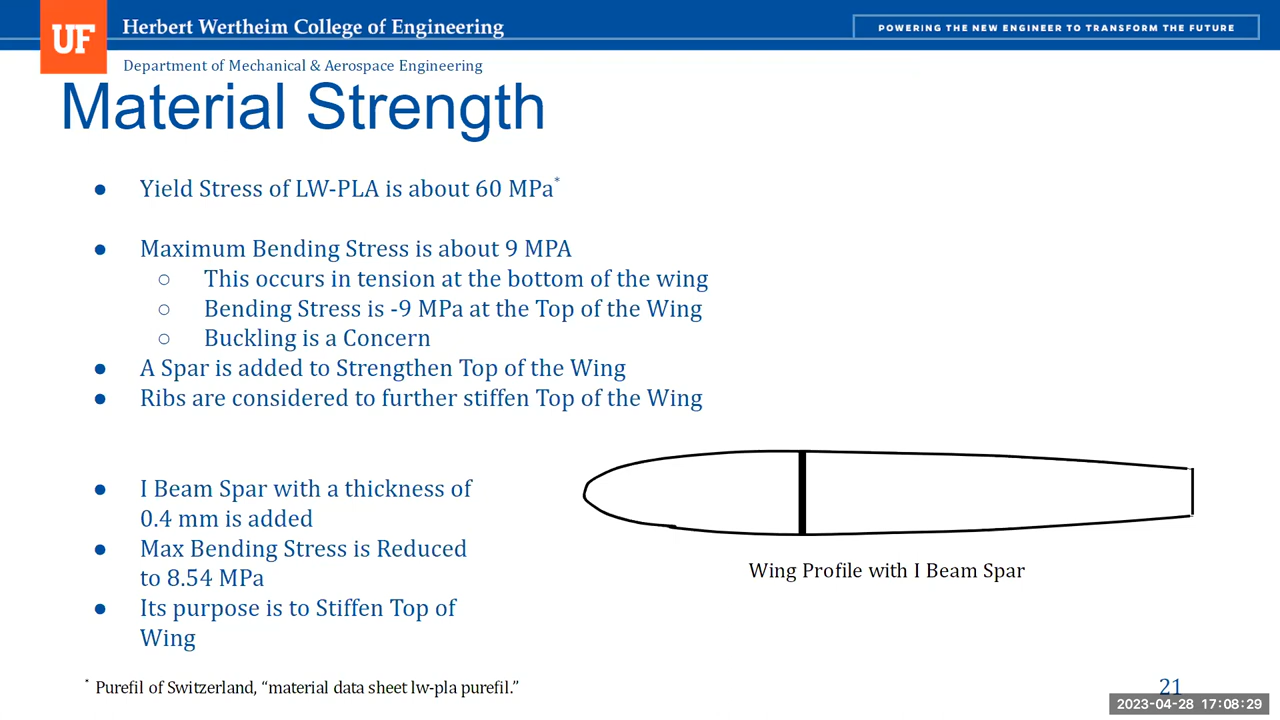 UF
Herbert Wertheim College of Engineering
POWERING THE NEW ENGINEER TO TRANSFORM THE FUTURE
Department of Mechanical & Aerospace Engineering
Material Strength
● Yield Stress of LW-PLA is about 60 MPa*
● Maximum Bending Stress is about 9 MPA
○ This occurs in tension at the bottom of the wing
○ Bending Stress is -9 MPa at the Top of the Wing
○ Buckling is a Concern
● A Spar is added to Strengthen Top of the Wing
● Ribs are considered to further stiffen Top of the Wing
● I Beam Spar with a thickness of
0.4 mm is added
● Max Bending Stress is Reduced
to 8.54 MPa
● Its purpose is to Stiffen Top of
Wing
Wing Profile with I Beam Spar
* Purefil of Switzerland, “material data sheet lw-pla purefil.”
21
2023-04-28 17:08:29